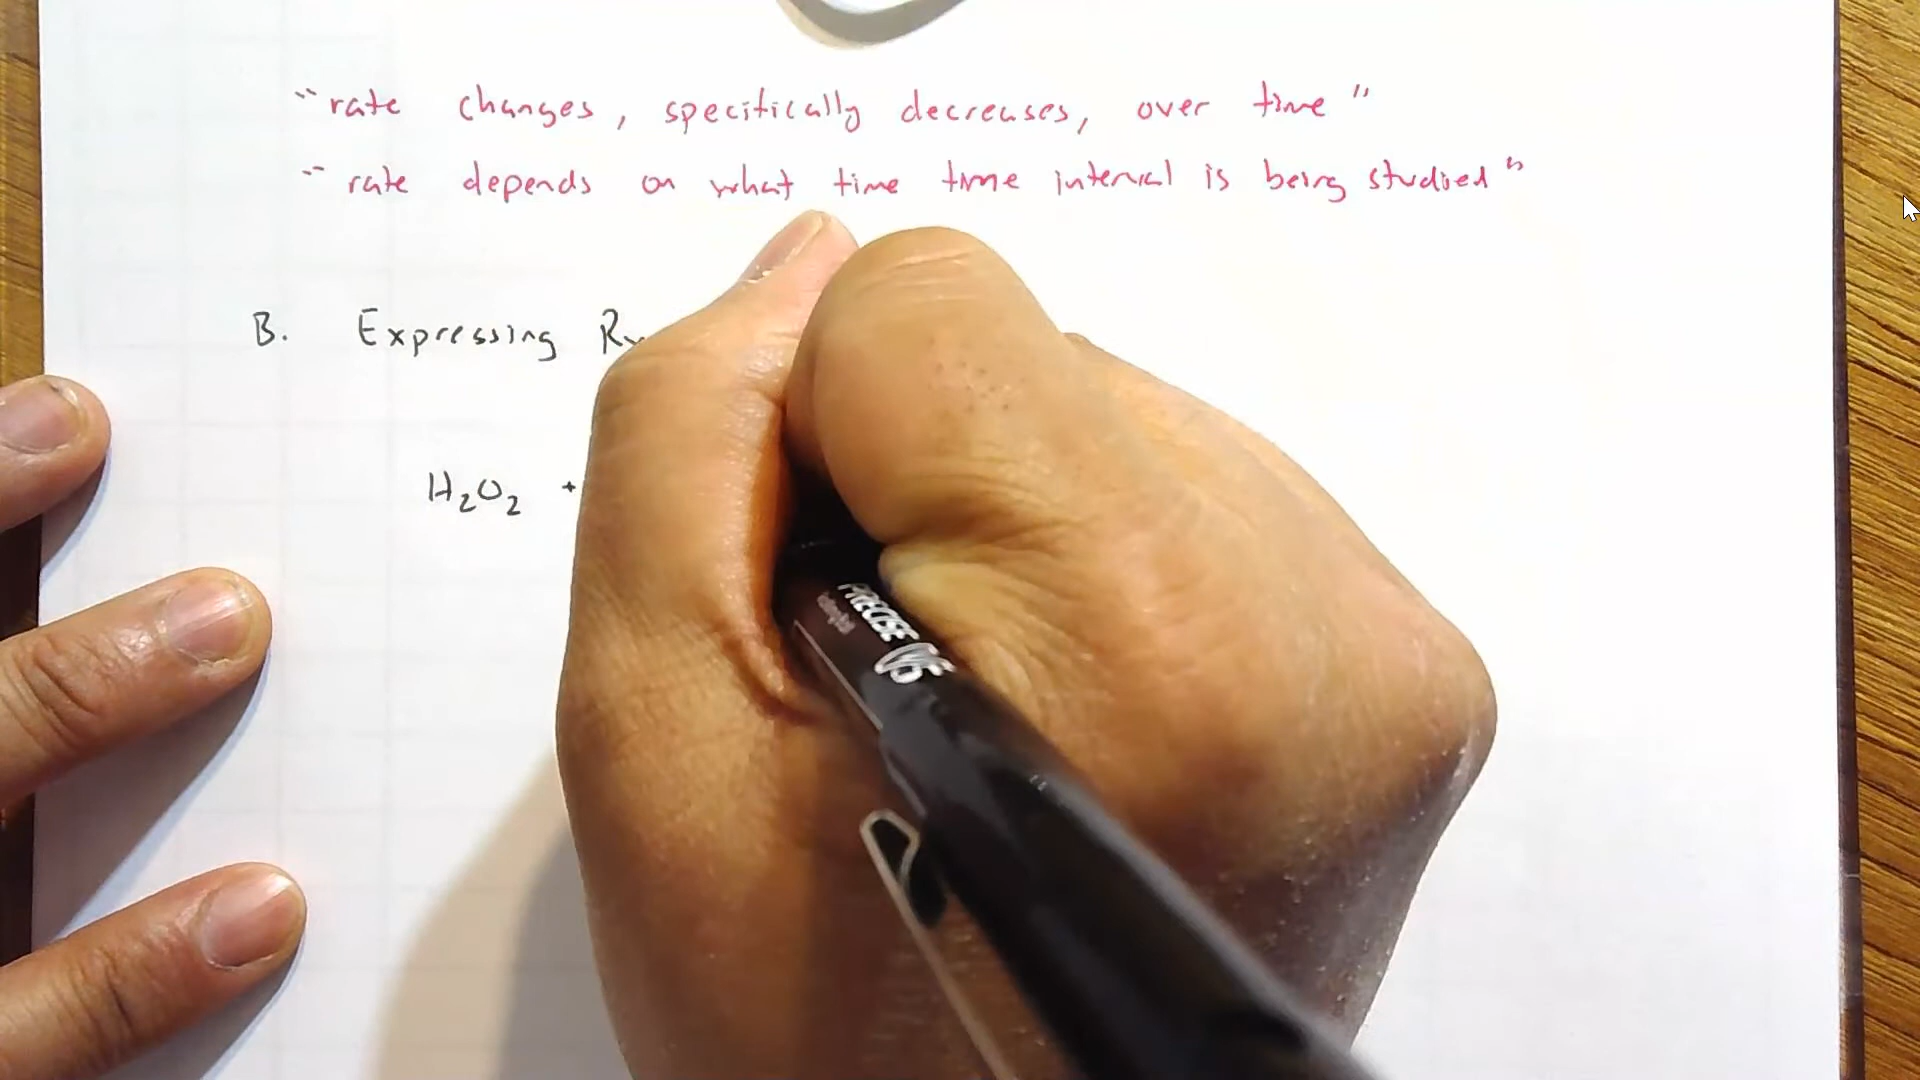 "rate changes, specifically decreases, over time"
"rate depends on what time time interval is being studied"
B. Expressing Rx
H₂O₂ +
PRECISE V5